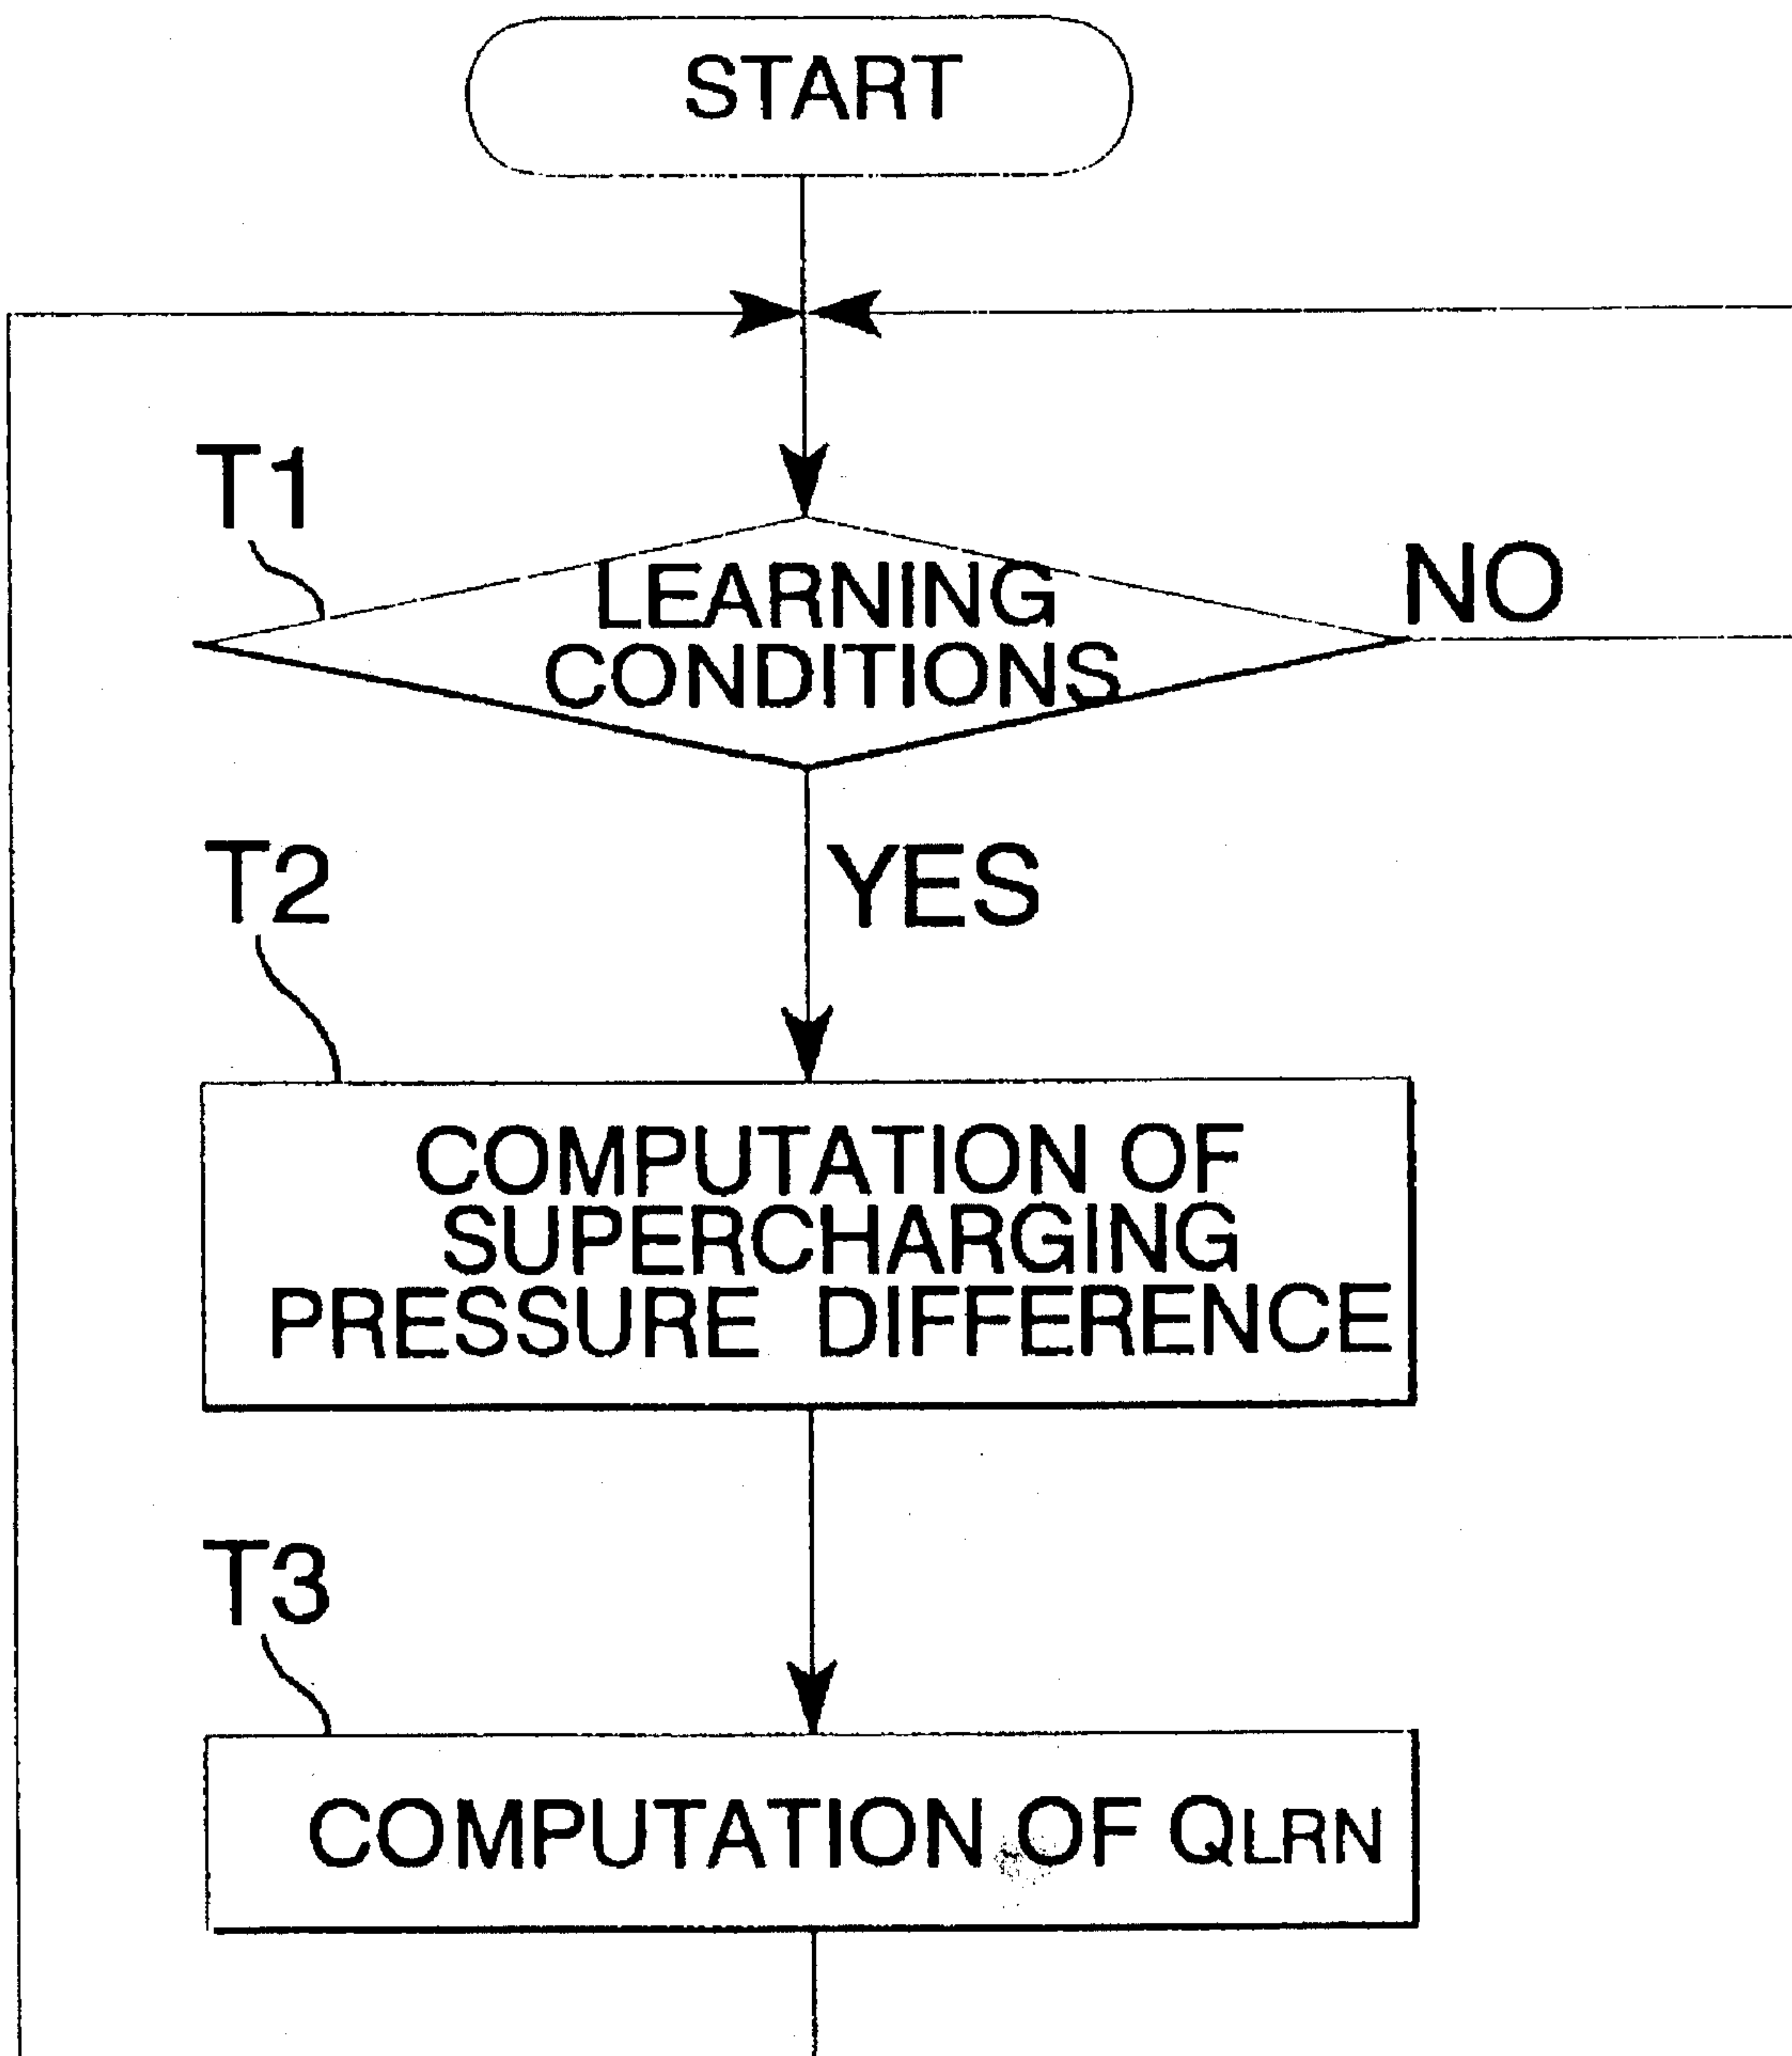 START
T1
LEARNING
CONDITIONS
NO
T2
YES
COMPUTATION OF
SUPERCHARGING
PRESSURE DIFFERENCE
T3
COMPUTATION OF QLRN